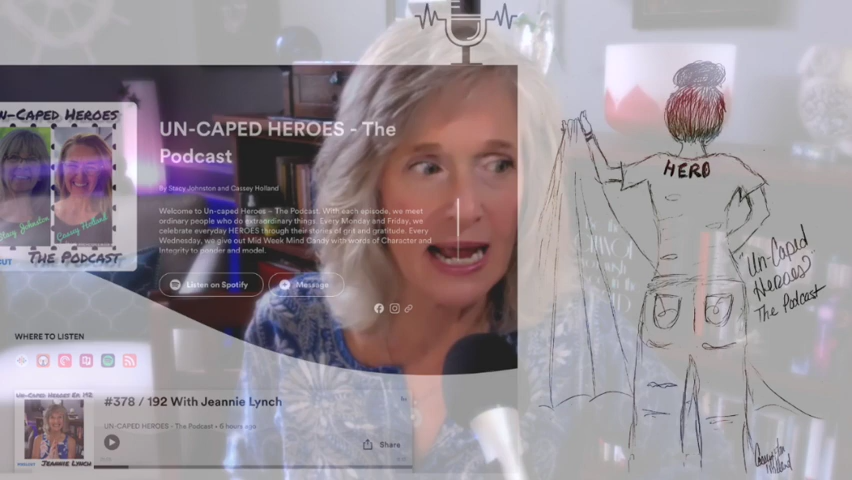 UN-CAPED HEROES
Stacy Johnston
Cassay Holland
THE PODCAST
UN-CAPED HEROES - The
Podcast
By Stacy Johnston and Cassay Holland
Welcome to Un-caped Heroes - The Podcast. With each episode, we meet
ordinary people who do extraordinary things. Every Monday and Friday, we
celebrate everyday HEROES through their stories of grit and gratitude. Every
Wednesday, we give out Mid Week Mind Candy with words of Character and
Integrity to ponder and model.
Listen on Spotify
Message
WHERE TO LISTEN
UN-CAPED HEROES EP. 192
JEANNIE LYNCH
#378 / 192 With Jeannie Lynch
UN-CAPED HEROES - The Podcast • 6 hours ago
Share
HERO
Un-Caped
Heroes
The Podcast